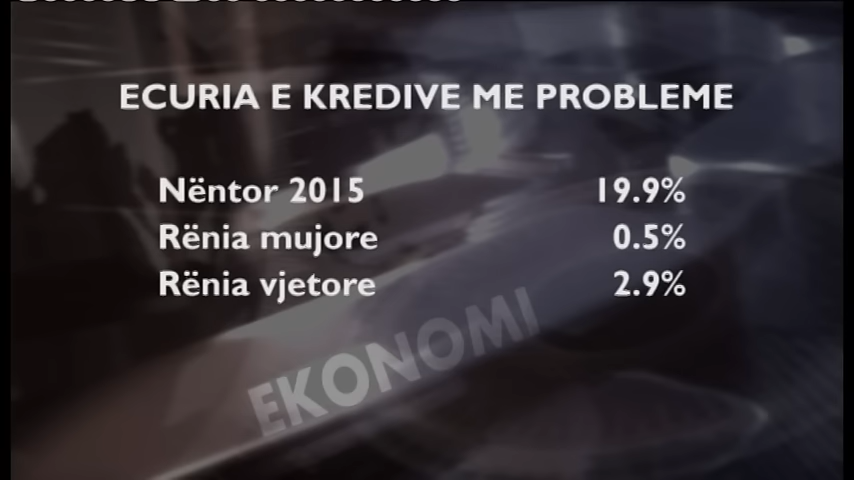 ECURIA E KREDIVE ME PROBLEME
Nëntor 2015 19.9%
Rënia mujore 0.5%
Rënia vjetore 2.9%
EKONOMI